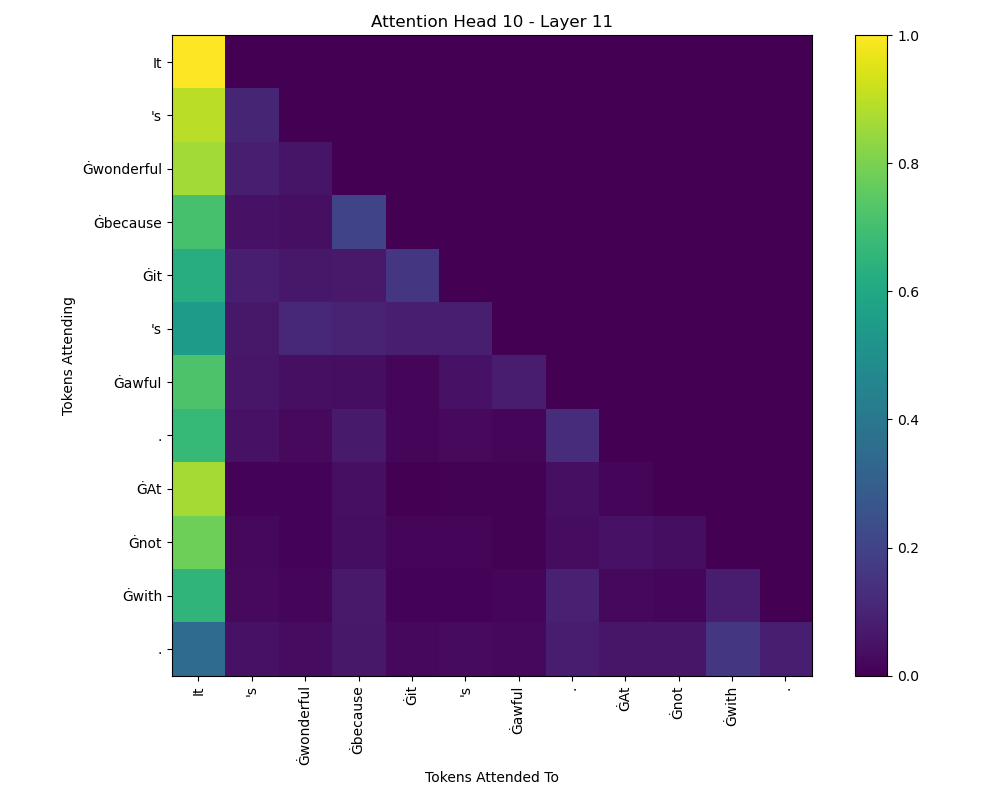 Attention Head 10 - Layer 11
Tokens Attending
It
's
Ġwonderful
Ġbecause
Ġit
's
Ġawful
.
ĠAt
Ġnot
Ġwith
.
It
's
Ġwonderful
Ġbecause
Ġit
's
Ġawful
.
ĠAt
Ġnot
Ġwith
.
Tokens Attended To
1.0
0.8
0.6
0.4
0.2
0.0